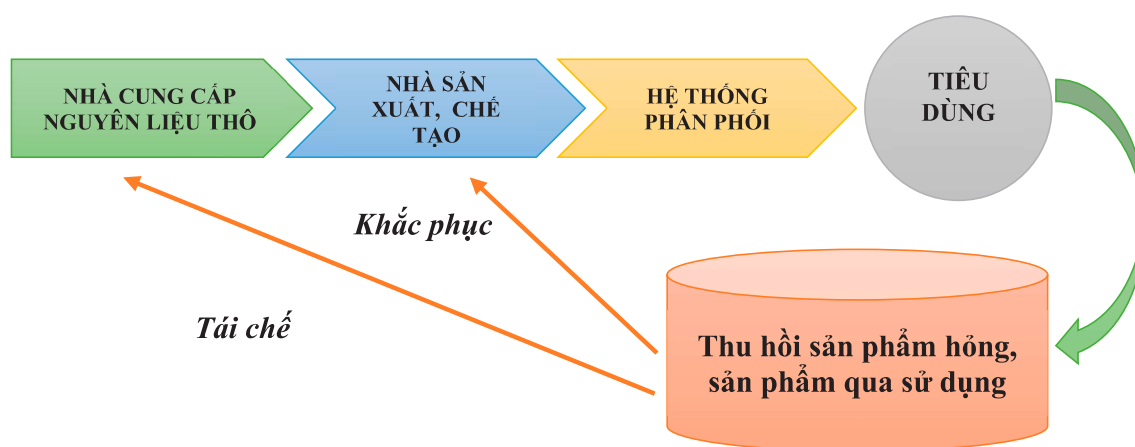 NHÀ CUNG CẤP
NGUYÊN LIỆU THÔ
NHÀ SẢN
XUẤT, CHẾ
TẠO
HỆ THỐNG
PHÂN PHỐI
TIÊU
DÙNG
Khắc phục
Tái chế
Thu hồi sản phẩm hỏng,
sản phẩm qua sử dụng